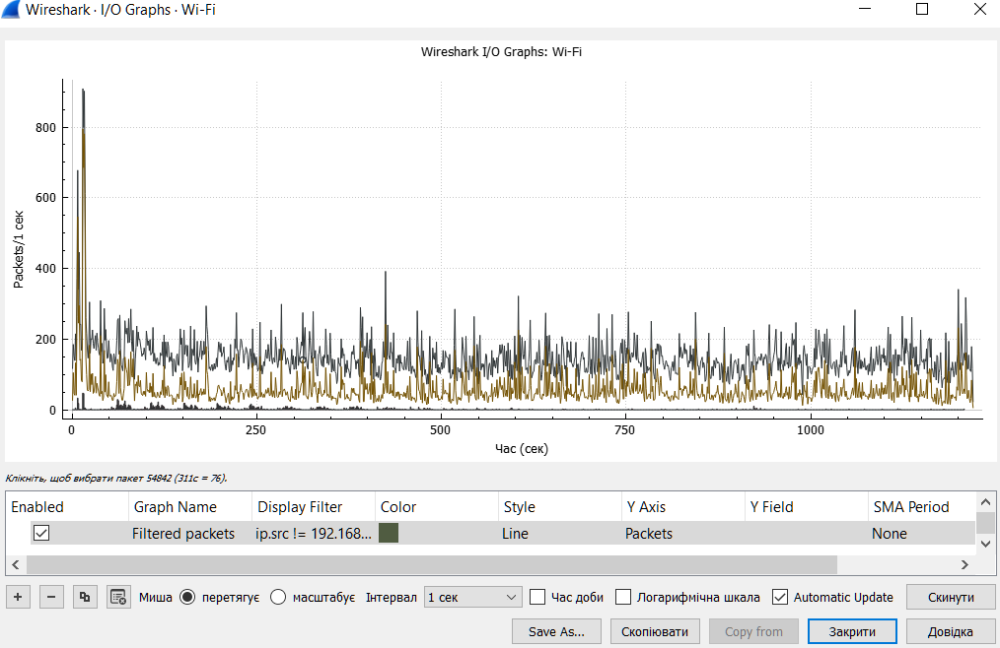 Wireshark · I/O Graphs · Wi-Fi
Wireshark I/O Graphs: Wi-Fi
Packets/1 сек
800
600
400
200
0
0 250 500 750 1000
Час (сек)
Клікніть, щоб вибрати пакет 54842 (311с = 76).
Enabled Graph Name Display Filter Color Style Y Axis Y Field SMA Period
Filtered packets ip.src != 192.168... Line Packets None
Миша перетягує масштабує Інтервал 1 сек Час доби Логарифмічна шкала Automatic Update Скинути
Save As... Скопіювати Copy from Закрити Довідка